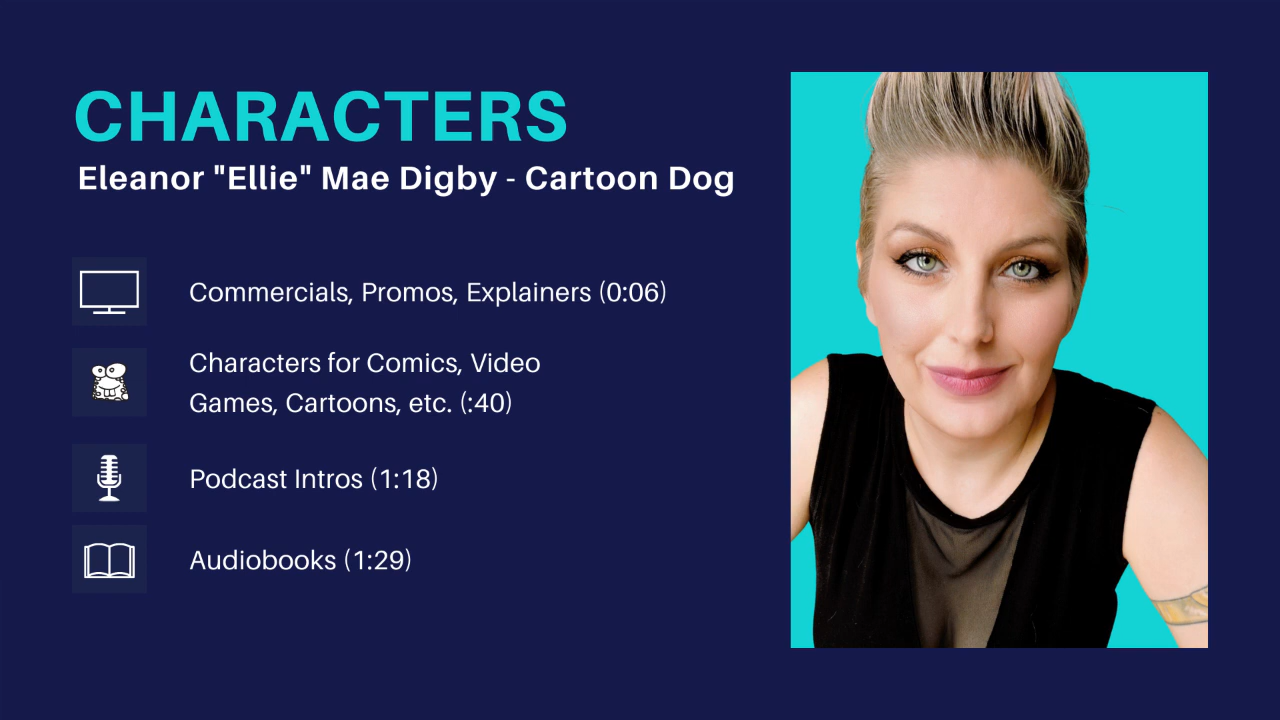 CHARACTERS
Eleanor "Ellie" Mae Digby - Cartoon Dog
Commercials, Promos, Explainers (0:06)
Characters for Comics, Video
Games, Cartoons, etc. (:40)
Podcast Intros (1:18)
Audiobooks (1:29)